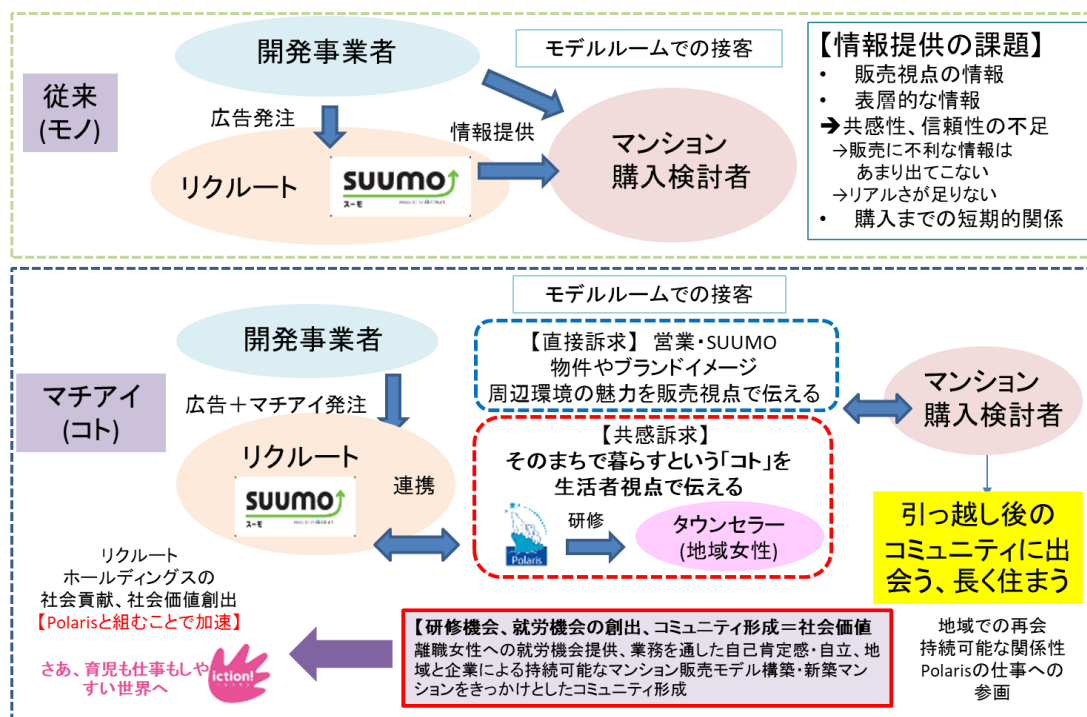 開発事業者
モデルルームでの接客
【情報提供の課題】
• 販売視点の情報
• 表層的な情報
➔共感性、信頼性の不足
→販売に不利な情報は
あまり出てこない
→リアルさが足りない
• 購入までの短期的関係
従来
(モノ)
広告発注
情報提供
マンション
購入検討者
リクルート
suumo
スーモ
モデルルームでの接客
開発事業者
【直接訴求】 営業・SUUMO
物件やブランドイメージ
周辺環境の魅力を販売視点で伝える
マンション
購入検討者
マチアイ
(コト)
広告+マチアイ発注
リクルート
suumo
スーモ
連携
【共感訴求】
そのまちで暮らすという「コト」を
生活者視点で伝える
Polaris
研修
タウンセラー
(地域女性)
引っ越し後の
コミュニティに出
会う、長く住まう
リクルート
ホールディングスの
社会貢献、社会価値創出
【Polarisと組むことで加速】
さあ、育児も仕事もしや
すい世界へ
iction!
【研修機会、就労機会の創出、コミュニティ形成=社会価値
離職女性への就労機会提供、業務を通した自己肯定感・自立、地
域と企業による持続可能なマンション販売モデル構築・新築マン
ションをきっかけとしたコミュニティ形成
地域での再会
持続可能な関係性
Polarisの仕事への
参画